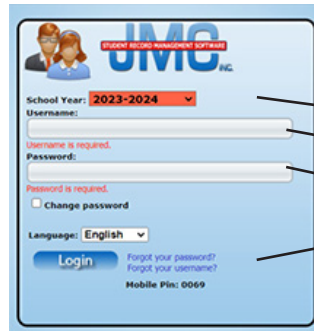 STUDENT RECORD MANAGEMENT SOFTWARE
JMC INC.
School Year: 2023-2024
Username:
Username is required.
Password:
Password is required.
Change password
Language: English
Login
Forgot your password?
Forgot your username?
Mobile Pin: 0069